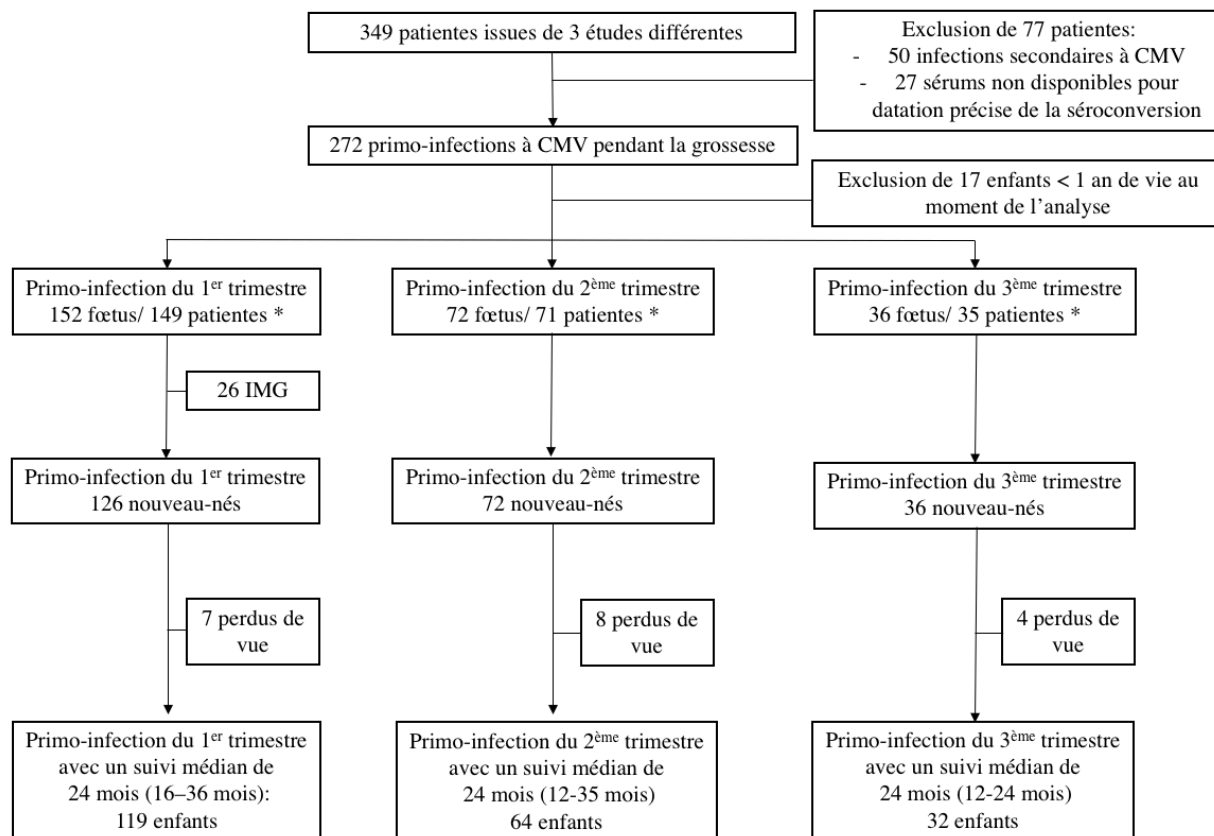 349 patientes issues de 3 études différentes
Exclusion de 77 patientes:
- 50 infections secondaires à CMV
- 27 sérums non disponibles pour
datation précise de la séroconversion
272 primo-infections à CMV pendant la grossesse
Exclusion de 17 enfants < 1 an de vie au
moment de l'analyse
Primo-infection du 1er trimestre
152 fœtus/ 149 patientes *
Primo-infection du 2ème trimestre
72 fœtus/ 71 patientes *
Primo-infection du 3ème trimestre
36 fœtus/ 35 patientes *
26 IMG
Primo-infection du 1er trimestre
126 nouveau-nés
Primo-infection du 2ème trimestre
72 nouveau-nés
Primo-infection du 3ème trimestre
36 nouveau-nés
7 perdus de
vue
8 perdus de
vue
4 perdus de
vue
Primo-infection du 1er trimestre
avec un suivi médian de
24 mois (16–36 mois):
119 enfants
Primo-infection du 2ème trimestre
avec un suivi médian de
24 mois (12-35 mois)
64 enfants
Primo-infection du 3ème trimestre
avec un suivi médian de
24 mois (12-24 mois)
32 enfants